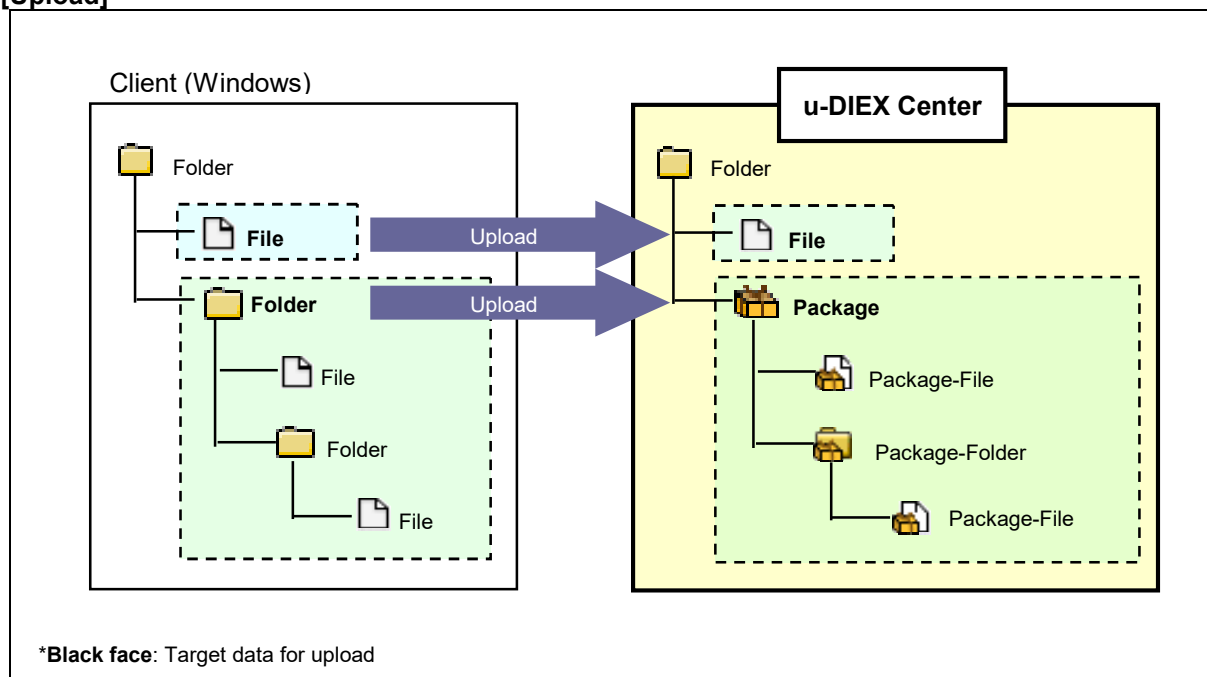 [Upload]
Client (Windows)
u-DIEX Center
Folder
Folder
File
Upload
File
Folder
Upload
Package
File
Package-File
Folder
Package-Folder
File
Package-File
*Black face: Target data for upload